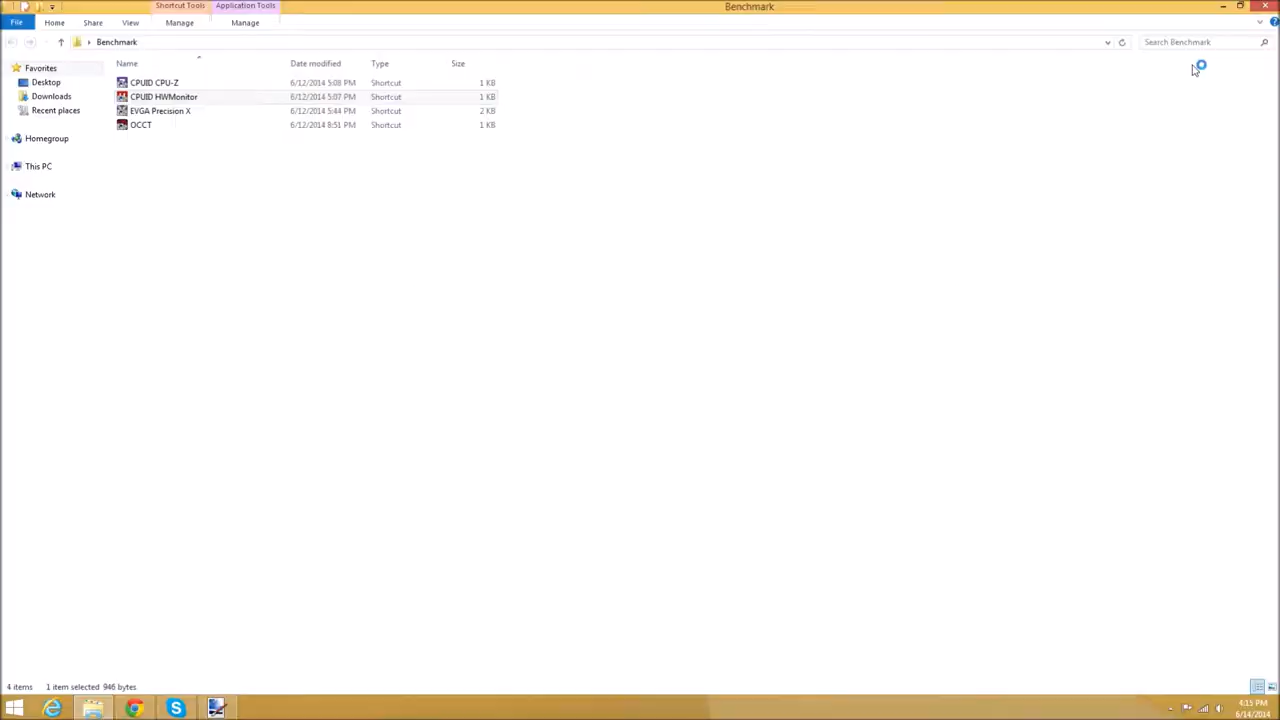 Shortcut Tools Application Tools Benchmark
File Home Share View Manage Manage
Benchmark Search Benchmark
Name Date modified Type Size
Favorites
Desktop
Downloads
Recent places
Homegroup
This PC
Network
CPUID CPU-Z 6/12/2014 5:08 PM Shortcut 1 KB
CPUID HWMonitor 6/12/2014 5:07 PM Shortcut 1 KB
EVGA Precision X 6/12/2014 5:44 PM Shortcut 2 KB
OCCT 6/12/2014 8:51 PM Shortcut 1 KB
4 items 1 item selected 946 bytes
4:15 PM
6/14/2014